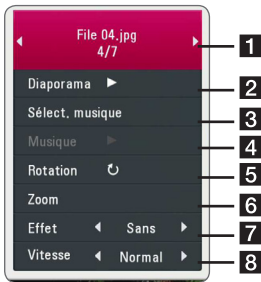 File 04.jpg 1
4/7
Diaporama ▶ 2
Sélect. musique 3
Musique ▶ 4
Rotation ↻ 5
Zoom 6
Effet ◀ Sans ▶ 7
Vitesse ◀ Normal ▶ 8